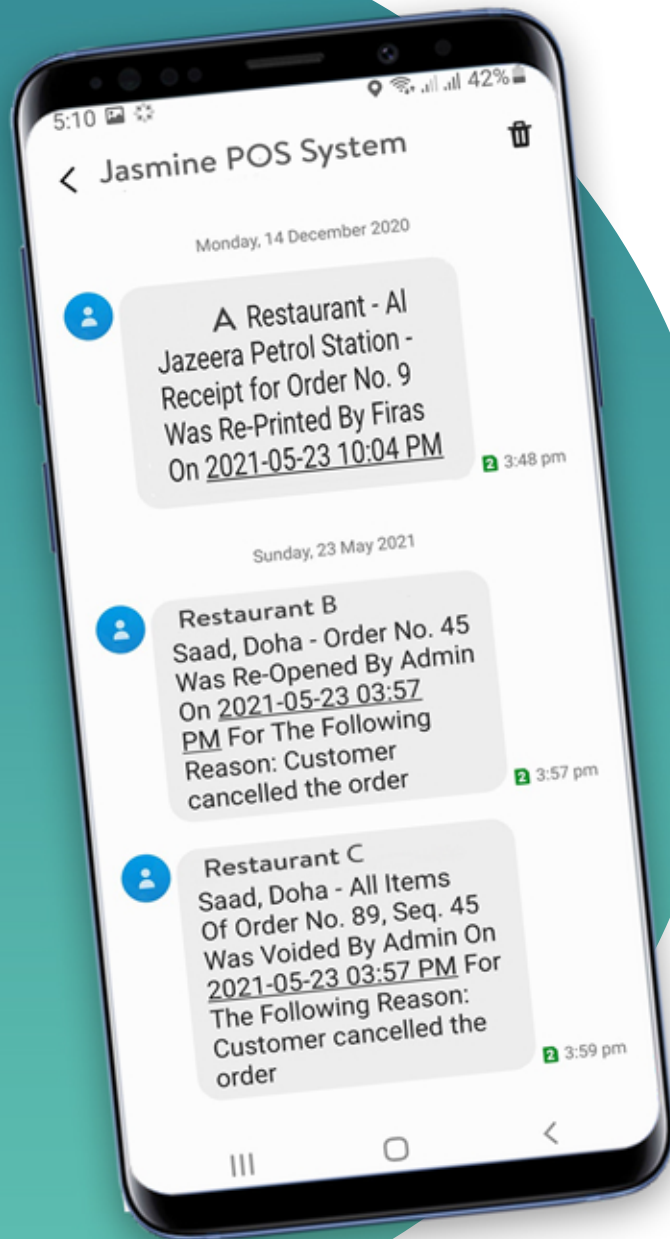 5:10 42%
Jasmine POS System
Monday, 14 December 2020
A Restaurant - Al
Jazeera Petrol Station -
Receipt for Order No. 9
Was Re-Printed By Firas
On 2021-05-23 10:04 PM
2 3:48 pm
Sunday, 23 May 2021
Restaurant B
Saad, Doha - Order No. 45
Was Re-Opened By Admin
On 2021-05-23 03:57
PM For The Following
Reason: Customer
cancelled the order
2 3:57 pm
Restaurant C
Saad, Doha - All Items
Of Order No. 89, Seq. 45
Was Voided By Admin On
2021-05-23 03:57 PM For
The Following Reason:
Customer cancelled the
order
2 3:59 pm